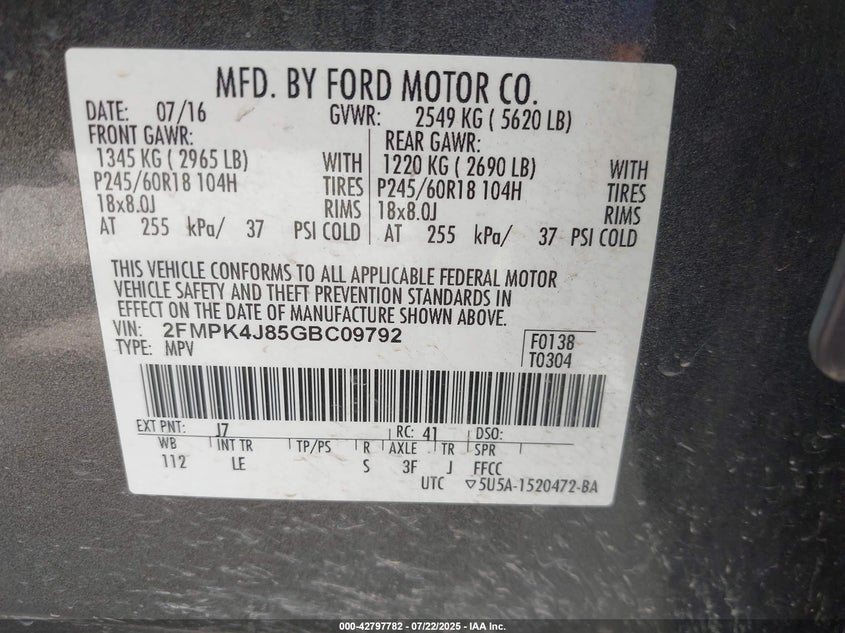 MFD. BY FORD MOTOR CO.
DATE: 07/16 GVWR: 2549 KG ( 5620 LB)
FRONT GAWR: REAR GAWR:
1345 KG ( 2965 LB) WITH 1220 KG ( 2690 LB) WITH
P245/60R18 104H TIRES P245/60R18 104H TIRES
18x8.0J RIMS 18x8.0J RIMS
AT 255 kPa/ 37 PSI COLD AT 255 kPa/ 37 PSI COLD
THIS VEHICLE CONFORMS TO ALL APPLICABLE FEDERAL MOTOR
VEHICLE SAFETY AND THEFT PREVENTION STANDARDS IN
EFFECT ON THE DATE OF MANUFACTURE SHOWN ABOVE.
VIN: 2FMPK4J85GBC09792
TYPE: MPV
F0138
T0304
EXT PNT: J7 RC: 41 DSO:
WB INT TR TP/PS R AXLE TR SPR
112 LE S 3F J FFCC
UTC ▽5U5A-1520472-BA
000-42797782 / 07/22/2025 - IAA Inc.